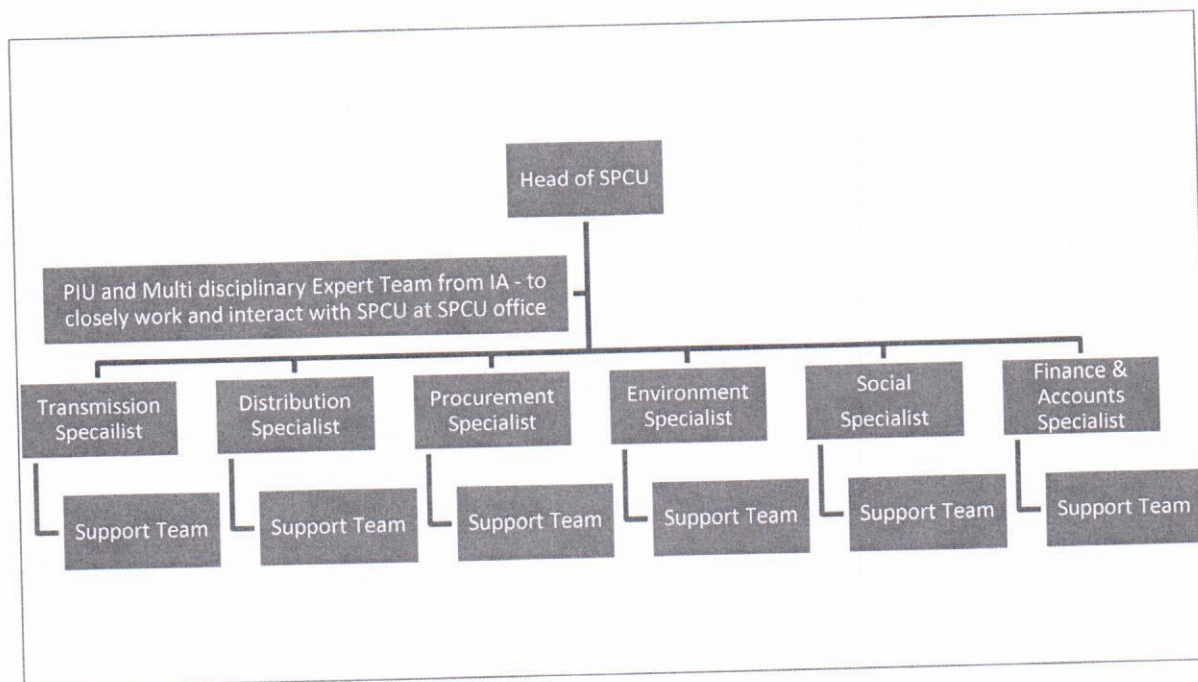 Head of SPCU
PIU and Multi disciplinary Expert Team from IA - to
closely work and interact with SPCU at SPCU office
Transmission
Specailist
Distribution
Specialist
Procurement
Specialist
Environment
Specialist
Social
Specialist
Finance &
Accounts
Specialist
Support Team
Support Team
Support Team
Support Team
Support Team
Support Team